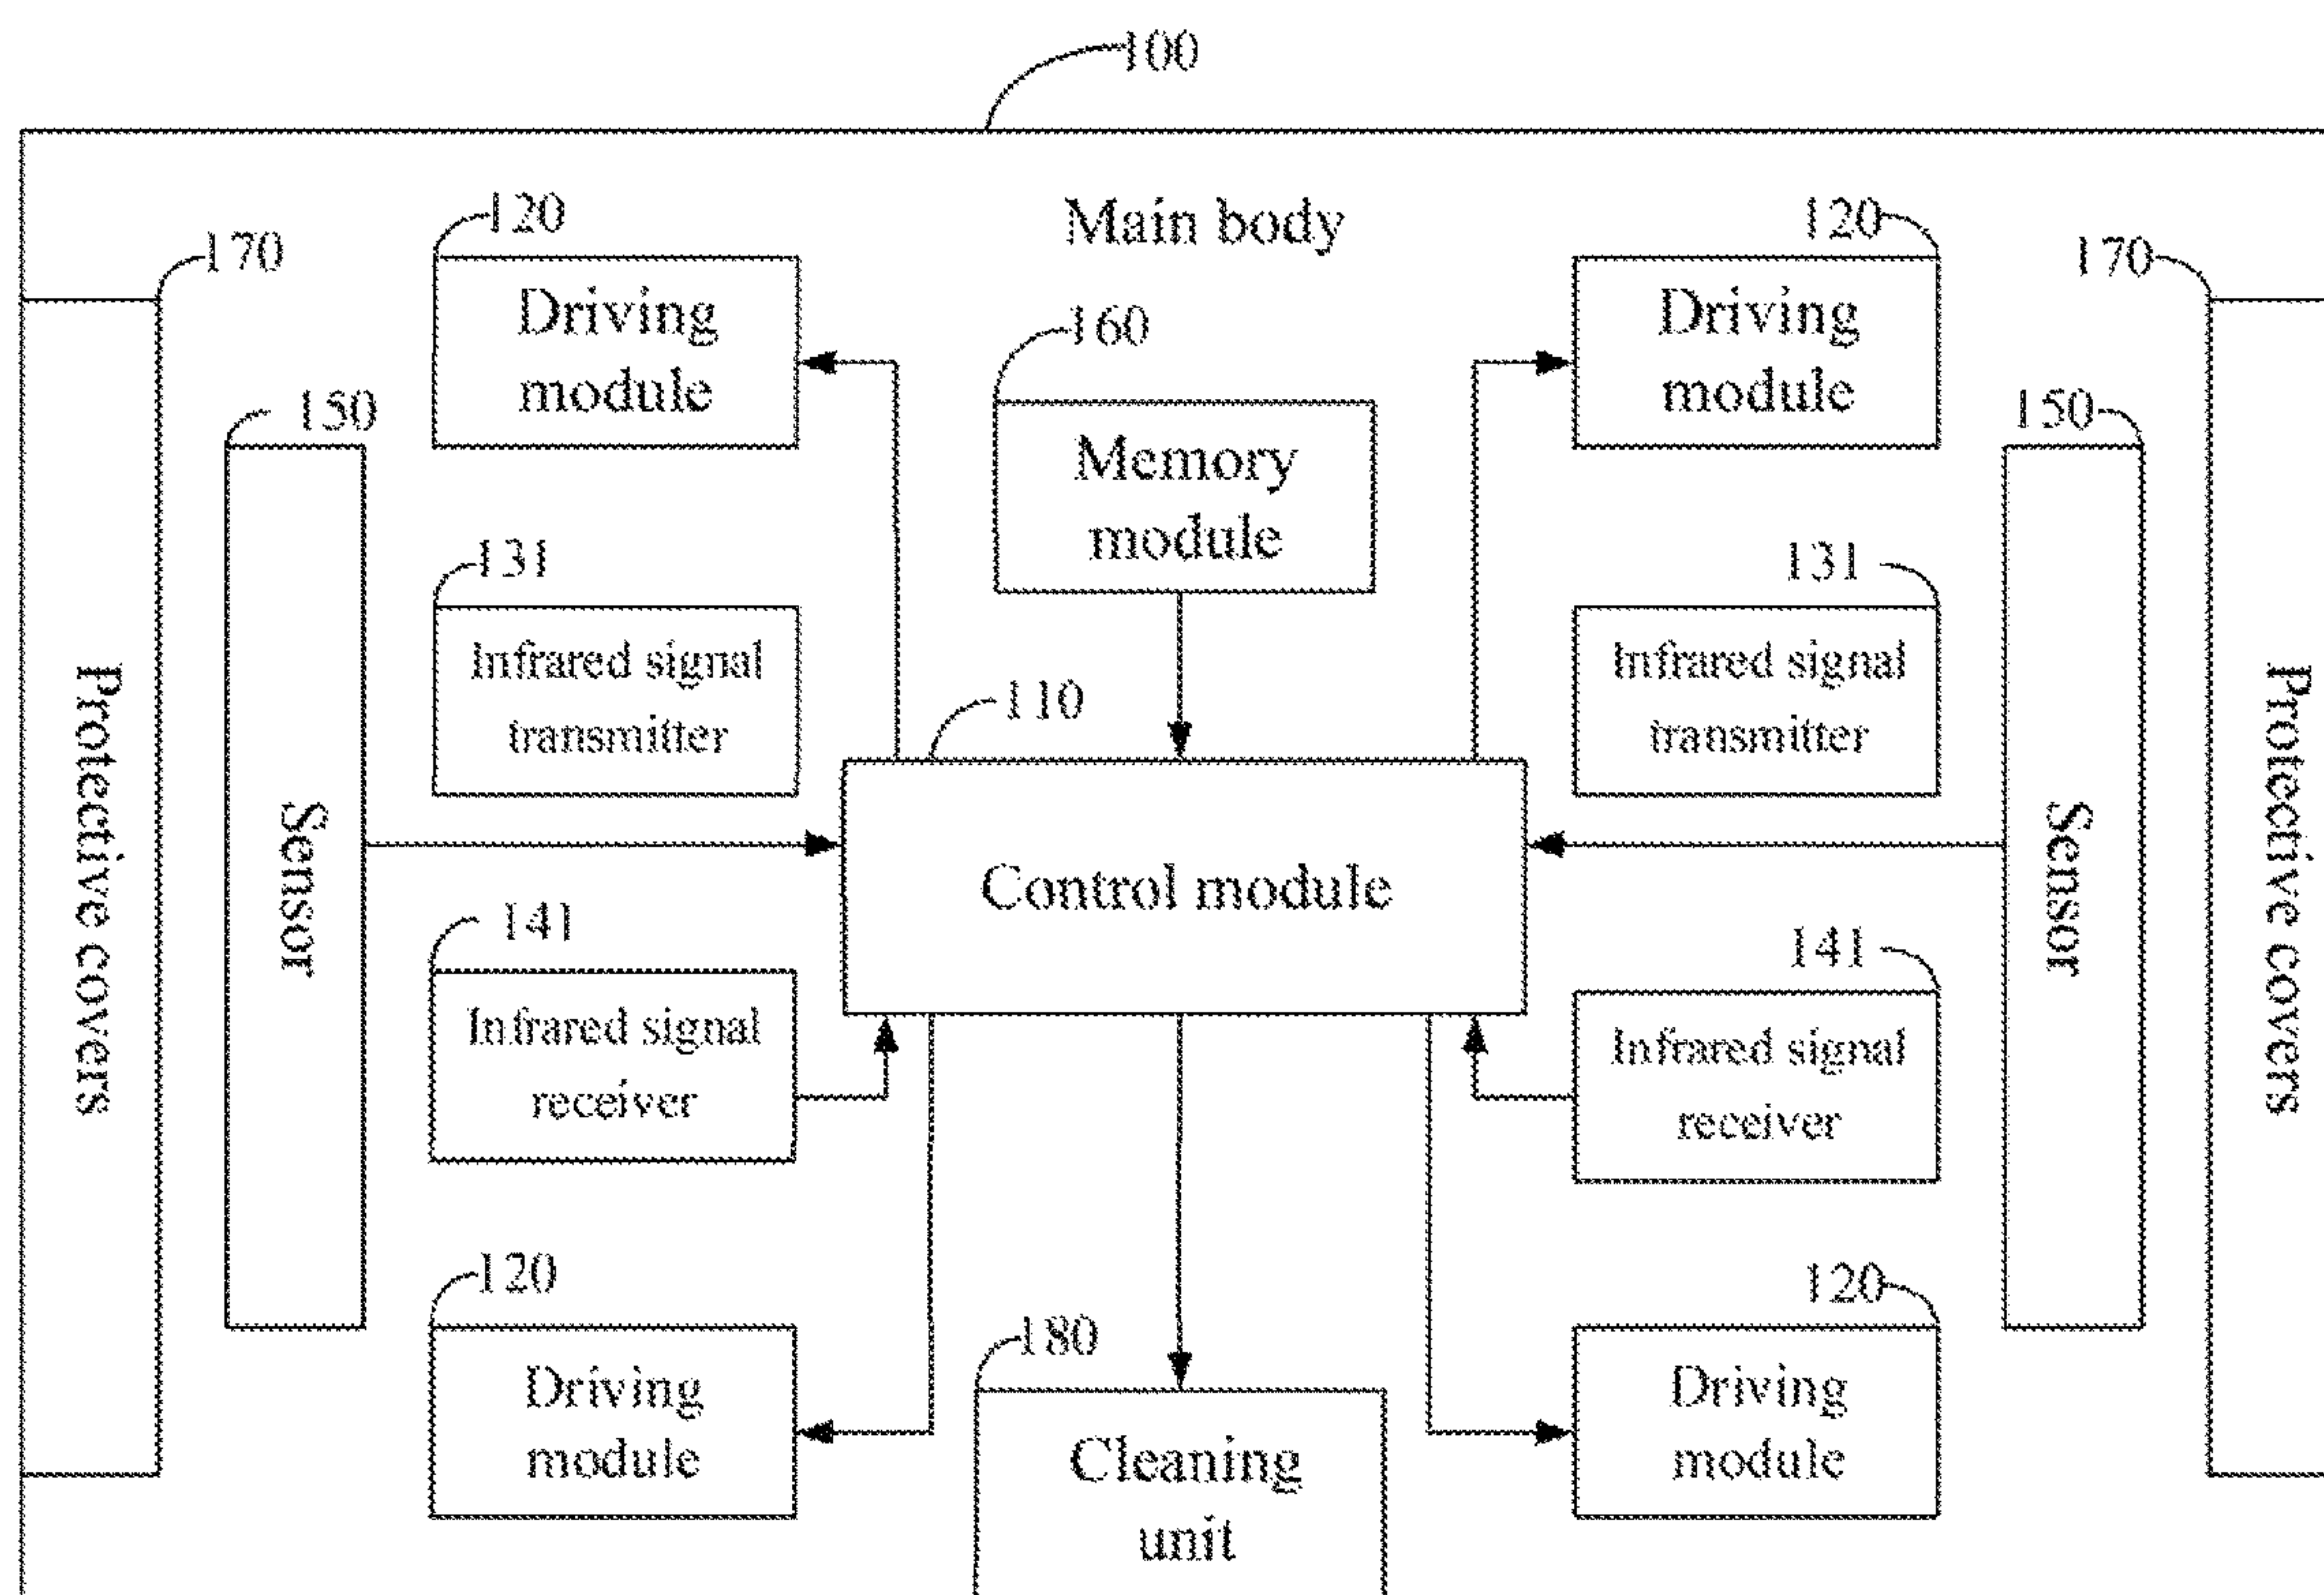 100
Main body
120
120
170
170
Driving
module
Driving
module
160
150
150
Memory
module
131
131
Infrared signal
transmitter
Infrared signal
transmitter
110
Protective covers
Sensor
Control module
Sensor
Protective covers
141
141
Infrared signal
receiver
Infrared signal
receiver
120
120
180
Driving
module
Cleaning
unit
Driving
module